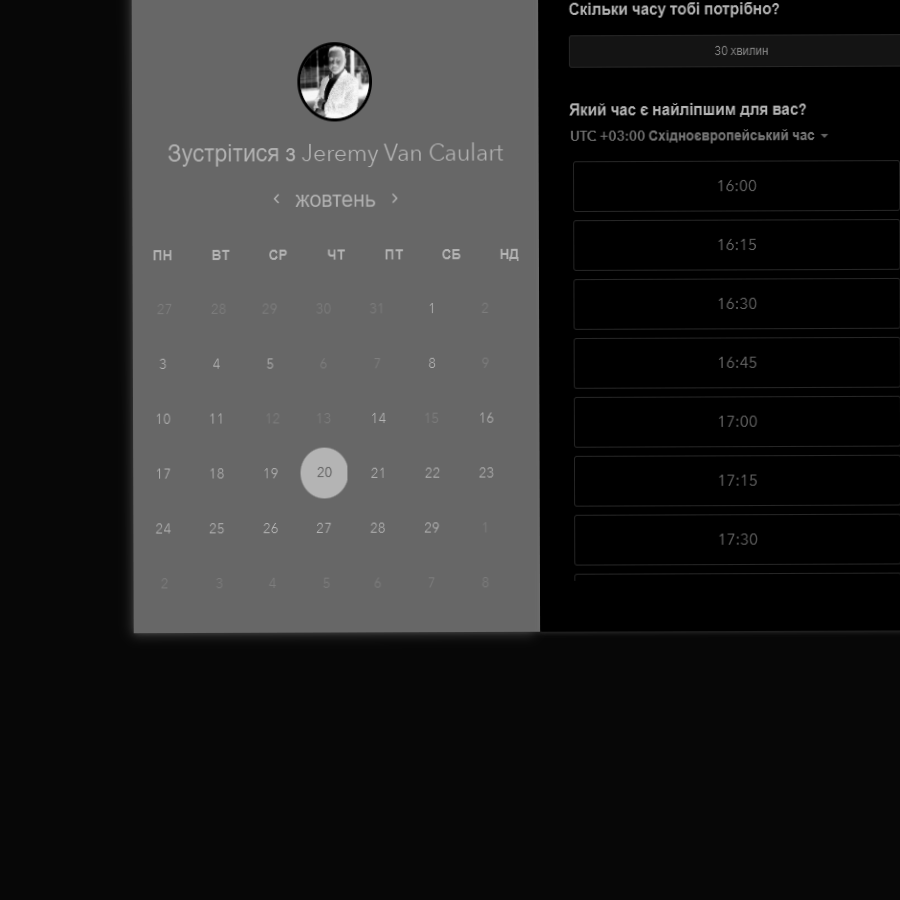 Зустрітися з Jeremy Van Caulart
‹ жовтень ›
ПН ВТ СР ЧТ ПТ СБ НД
27 28 29 30 31 1 2
3 4 5 6 7 8 9
10 11 12 13 14 15 16
17 18 19 20 21 22 23
24 25 26 27 28 29 1
2 3 4 5 6 7 8
Скільки часу тобі потрібно?
30 хвилин
Який час є найліпшим для вас?
UTC +03:00 Східноєвропейський час
16:00
16:15
16:30
16:45
17:00
17:15
17:30